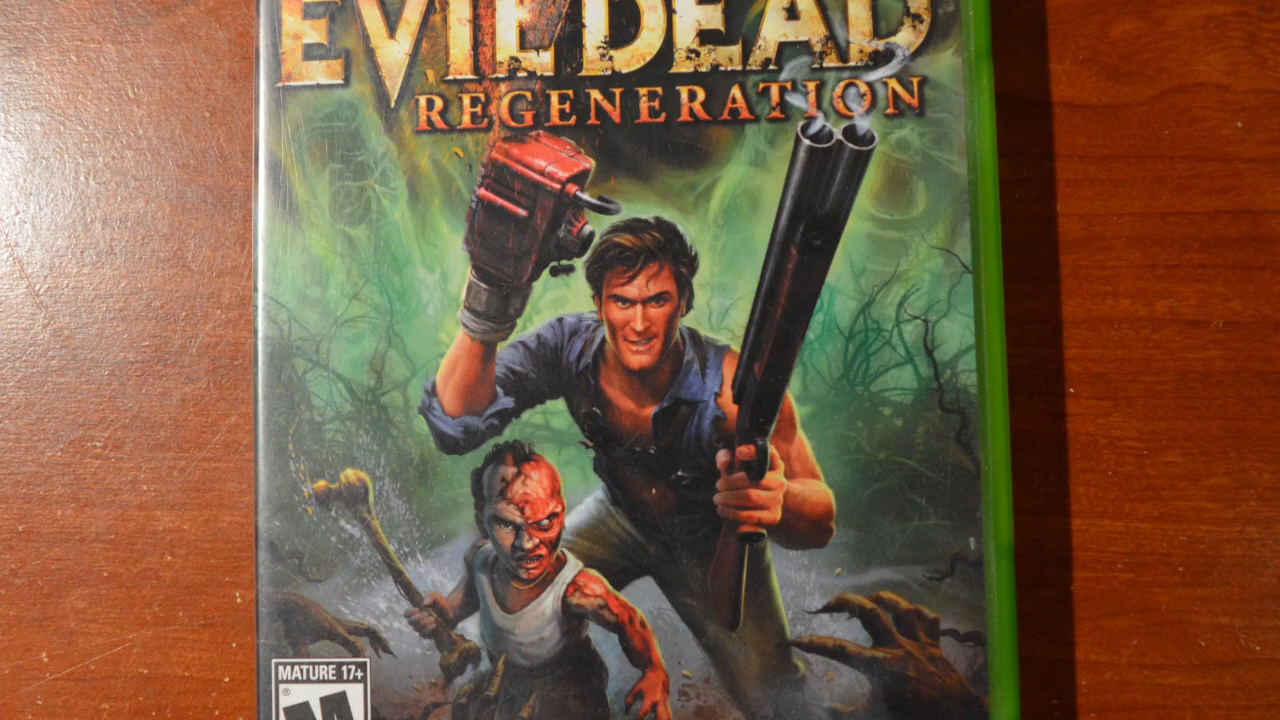 EVIL DEAD
REGENERATION
MATURE 17+
®
M